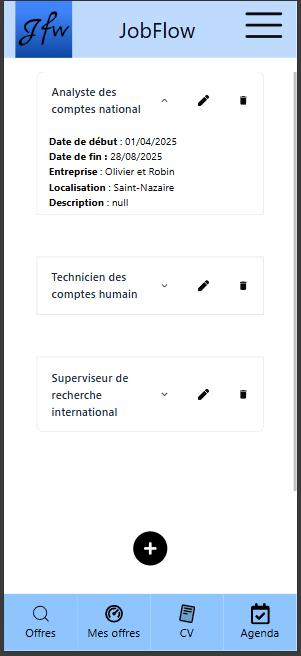 Jfw
JobFlow
Analyste des
comptes national
Date de début : 01/04/2025
Date de fin : 28/08/2025
Entreprise : Olivier et Robin
Localisation : Saint-Nazaire
Description : null
Technicien des
comptes humain
Superviseur de
recherche
international
Offres
Mes offres
CV
Agenda